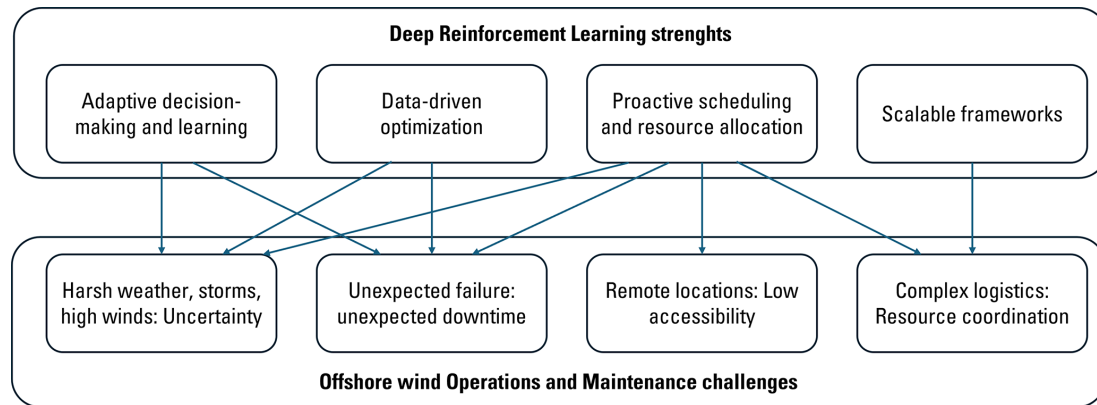 Deep Reinforcement Learning strenghts
Adaptive decision-
making and learning
Data-driven
optimization
Proactive scheduling
and resource allocation
Scalable frameworks
Harsh weather, storms,
high winds: Uncertainty
Unexpected failure:
unexpected downtime
Remote locations: Low
accessibility
Complex logistics:
Resource coordination
Offshore wind Operations and Maintenance challenges